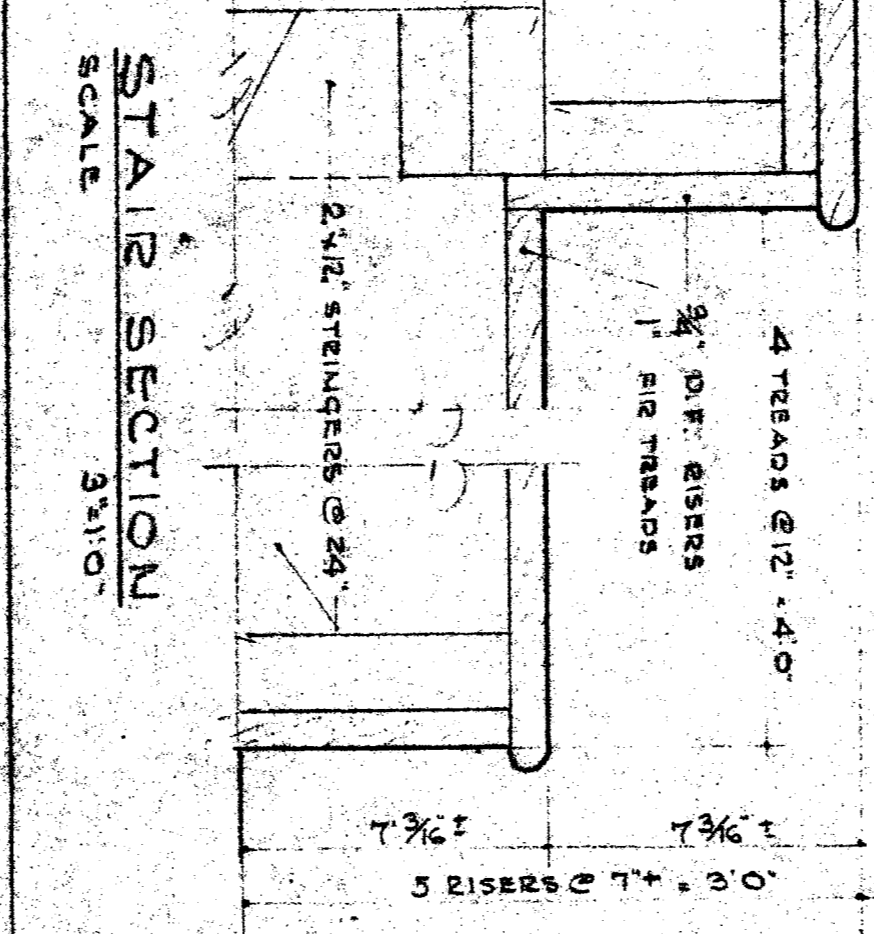 STAIR SECTION
SCALE 3"=1'0"
2"x12" STRINGERS @ 24"
3/4" D.F. RISERS
1" FIR TREADS
4 TREADS @ 12" = 4'0"
7 3/16" ±
7 3/16" ±
5 RISERS @ 7"+ = 3'0"